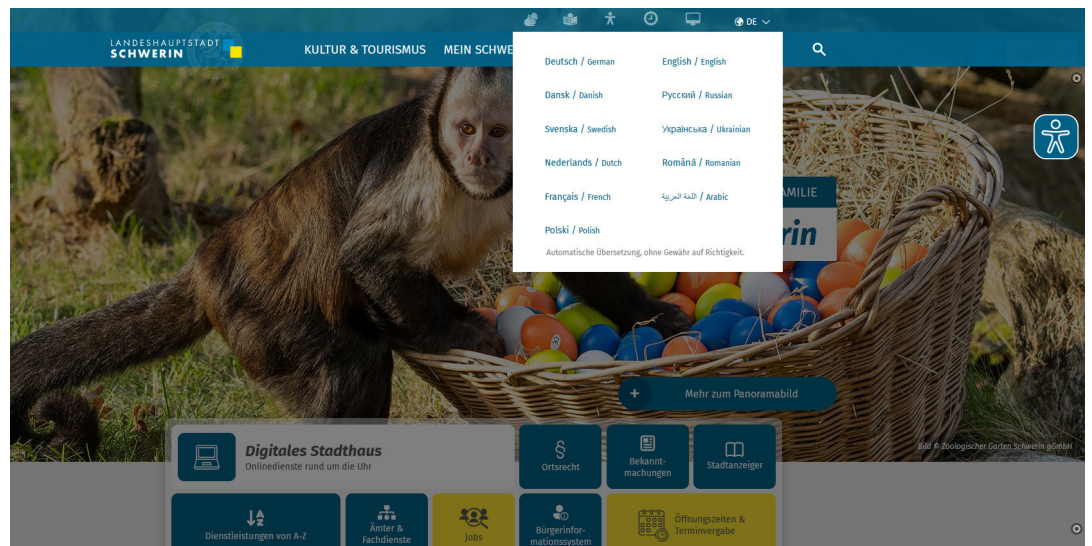 DE
LANDESHAUPTSTADT
SCHWERIN
KULTUR & TOURISMUS MEIN SCHWE
Deutsch / German English / English
Dansk / Danish Русский / Russian
Svenska / Swedish Українська / Ukrainian
Nederlands / Dutch Română / Romanian
Français / French اللغة العربية / Arabic
Polski / Polish
Automatische Übersetzung, ohne Gewähr auf Richtigkeit.
AMILIE
rin
+ Mehr zum Panoramabild
Bild © Zoologischer Garten Schwerin gGmbH
Digitales Stadthaus
Onlinedienste rund um die Uhr
§
Ortsrecht
Bekannt-
machungen
Stadtanzeiger
Dienstleistungen von A-Z
Ämter &
Fachdienste
Jobs
Bürgerinfor-
mationssystem
Öffnungszeiten &
Terminvergabe